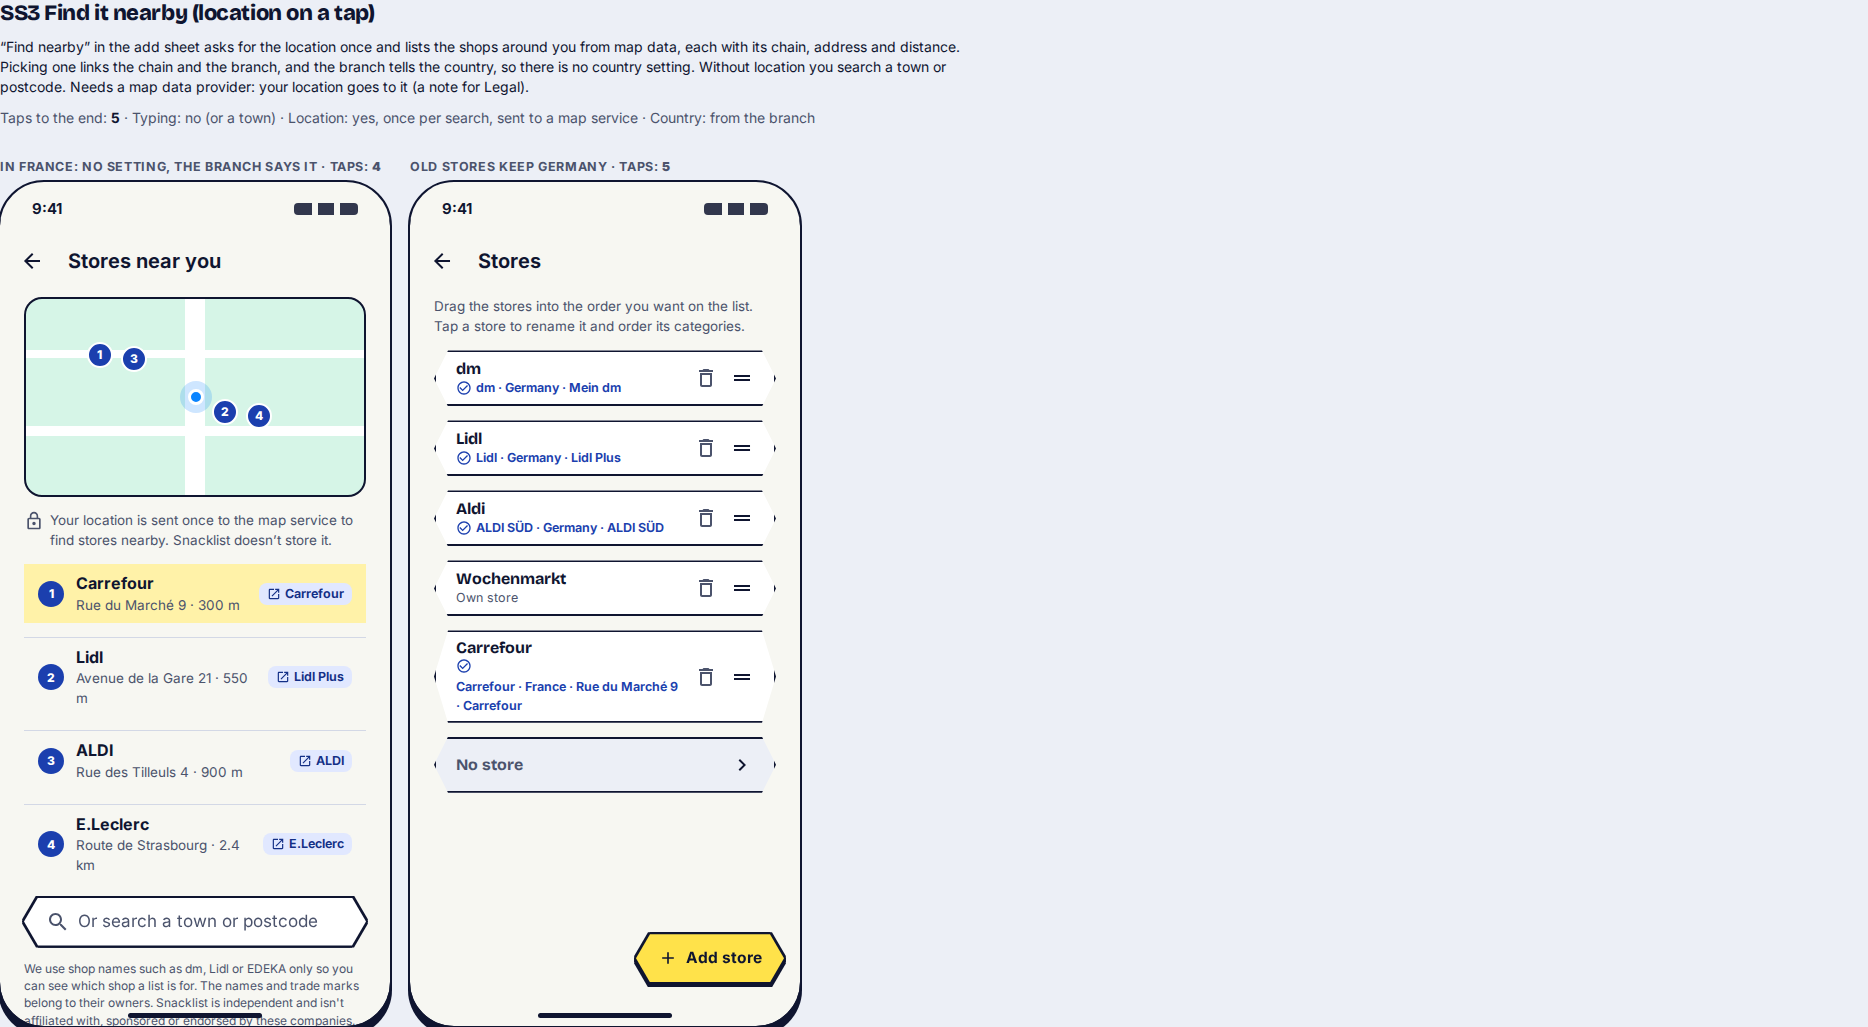 SS3 Find it nearby (location on a tap)
“Find nearby” in the add sheet asks for the location once and lists the shops around you from map data, each with its chain, address and distance.
Picking one links the chain and the branch, and the branch tells the country, so there is no country setting. Without location you search a town or
postcode. Needs a map data provider: your location goes to it (a note for Legal).
Taps to the end: 5 · Typing: no (or a town) · Location: yes, once per search, sent to a map service · Country: from the branch
IN FRANCE: NO SETTING, THE BRANCH SAYS IT · TAPS: 4
9:41
Stores near you
1
3
2
4
Your location is sent once to the map service to
find stores nearby. Snacklist doesn’t store it.
1
Carrefour
Rue du Marché 9 · 300 m
Carrefour
2
Lidl
Avenue de la Gare 21 · 550
m
Lidl Plus
3
ALDI
Rue des Tilleuls 4 · 900 m
ALDI
4
E.Leclerc
Route de Strasbourg · 2.4
km
E.Leclerc
Or search a town or postcode
We use shop names such as dm, Lidl or EDEKA only so you
can see which shop a list is for. The names and trade marks
belong to their owners. Snacklist is independent and isn't
affiliated with, sponsored or endorsed by these companies.
OLD STORES KEEP GERMANY · TAPS: 5
9:41
Stores
Drag the stores into the order you want on the list.
Tap a store to rename it and order its categories.
dm
dm · Germany · Mein dm
Lidl
Lidl · Germany · Lidl Plus
Aldi
ALDI SÜD · Germany · ALDI SÜD
Wochenmarkt
Own store
Carrefour
Carrefour · France · Rue du Marché 9
· Carrefour
No store
Add store